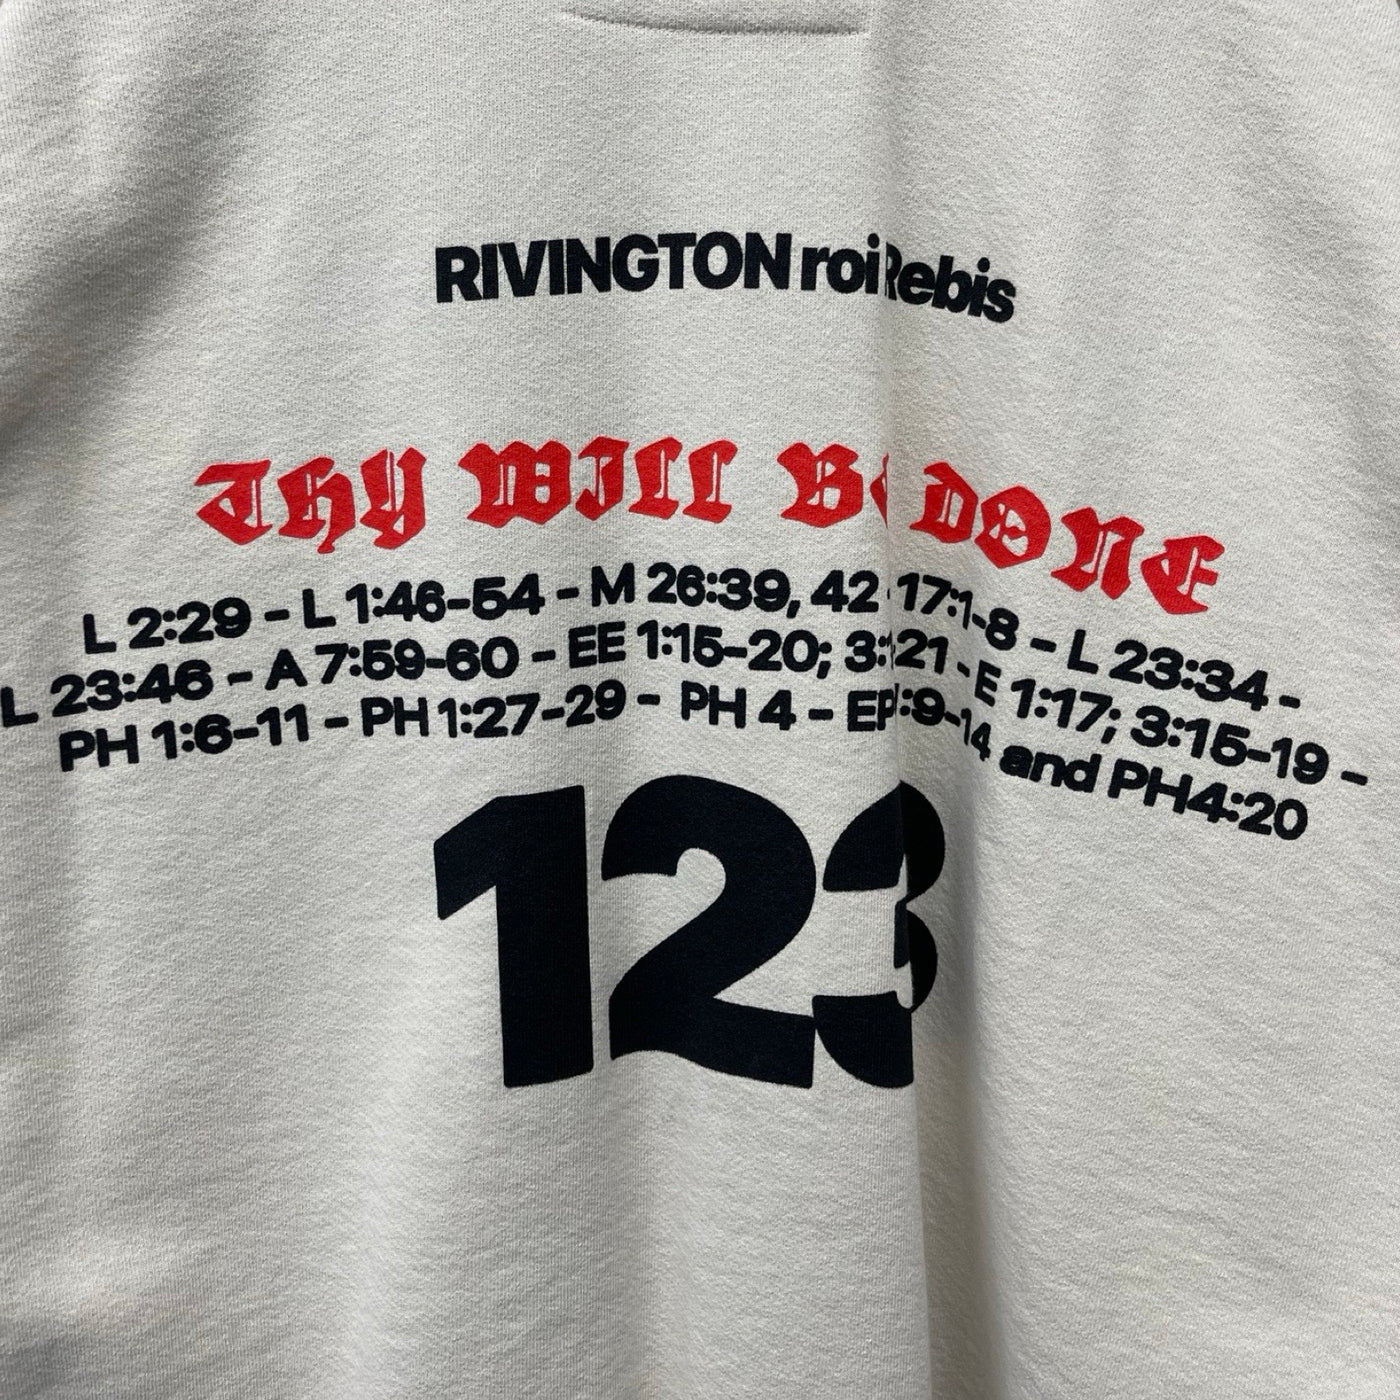 RIVINGTON roi Rebis
THY WILL BE DONE
L 2:29 - L 1:46-54 - M 26:39, 42 17:1-8 - L 23:34 -
L 23:46 - A 7:59-60 - EE 1:15-20; 3: 21 - E 1:17; 3:15-19 -
PH 1:6-11 - PH 1:27-29 - PH 4 - EP :9-14 and PH4:20
123